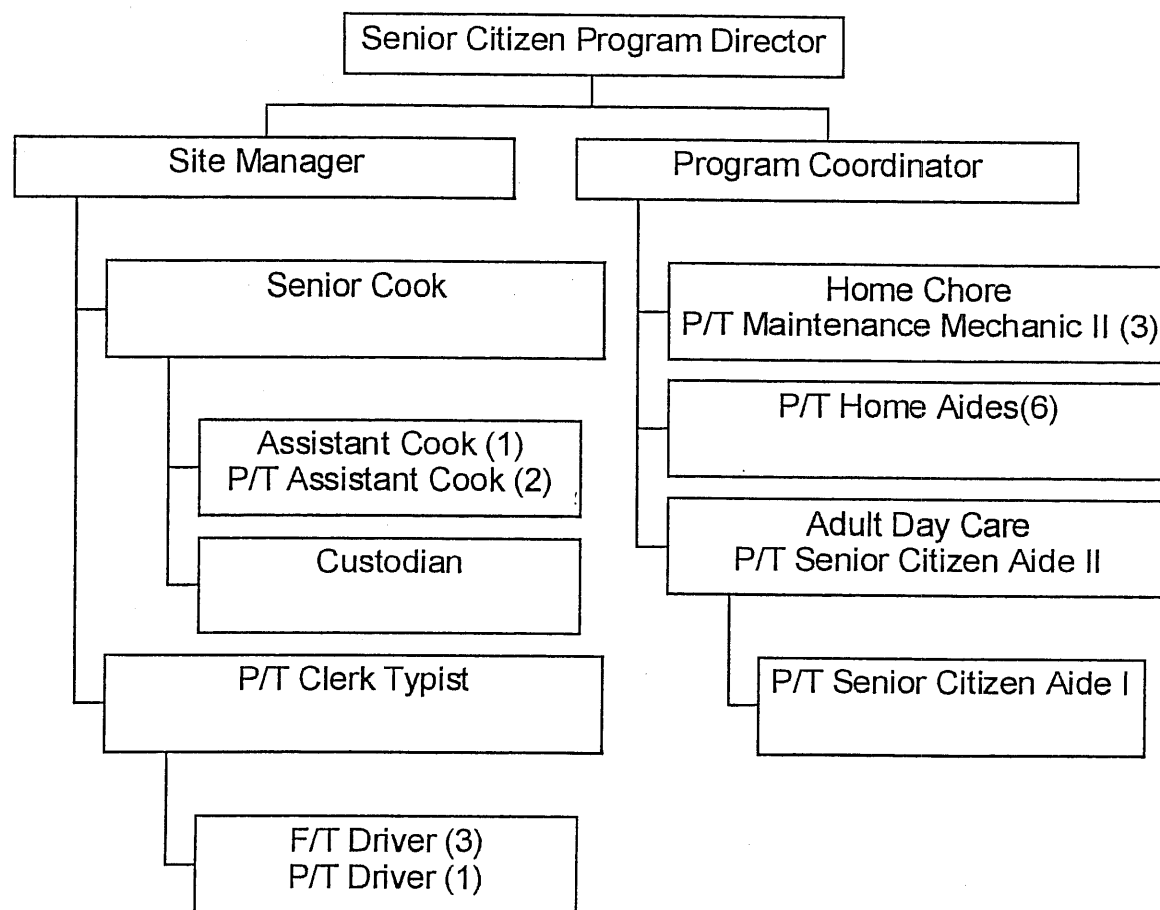 Senior Citizen Program Director
Site Manager
Program Coordinator
Senior Cook
Home Chore
P/T Maintenance Mechanic II (3)
P/T Home Aides(6)
Assistant Cook (1)
P/T Assistant Cook (2)
Adult Day Care
P/T Senior Citizen Aide II
Custodian
P/T Clerk Typist
P/T Senior Citizen Aide I
F/T Driver (3)
P/T Driver (1)